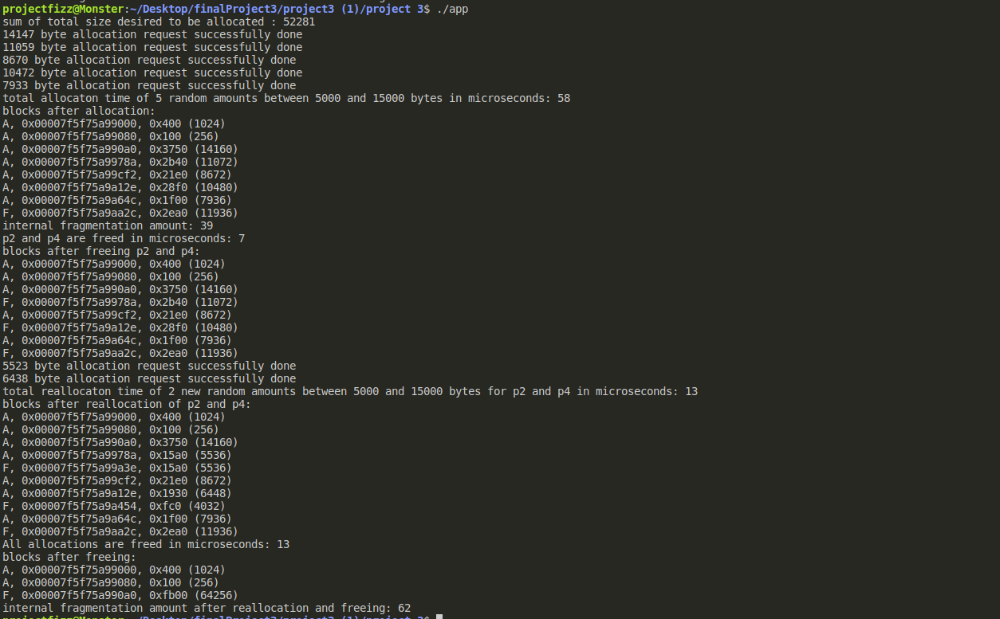 projectfizz@Monster:~/Desktop/finalProject3/project3 (1)/project 3$ ./app
sum of total size desired to be allocated : 52281
14147 byte allocation request successfully done
11059 byte allocation request successfully done
8670 byte allocation request successfully done
10472 byte allocation request successfully done
7933 byte allocation request successfully done
total allocaton time of 5 random amounts between 5000 and 15000 bytes in microseconds: 58
blocks after allocation:
A, 0x00007f5f75a99000, 0x400 (1024)
A, 0x00007f5f75a99080, 0x100 (256)
A, 0x00007f5f75a990a0, 0x3750 (14160)
A, 0x00007f5f75a9978a, 0x2b40 (11072)
A, 0x00007f5f75a99cf2, 0x21e0 (8672)
A, 0x00007f5f75a9a12e, 0x28f0 (10480)
A, 0x00007f5f75a9a64c, 0x1f00 (7936)
F, 0x00007f5f75a9aa2c, 0x2ea0 (11936)
internal fragmentation amount: 39
p2 and p4 are freed in microseconds: 7
blocks after freeing p2 and p4:
A, 0x00007f5f75a99000, 0x400 (1024)
A, 0x00007f5f75a99080, 0x100 (256)
A, 0x00007f5f75a990a0, 0x3750 (14160)
F, 0x00007f5f75a9978a, 0x2b40 (11072)
A, 0x00007f5f75a99cf2, 0x21e0 (8672)
F, 0x00007f5f75a9a12e, 0x28f0 (10480)
A, 0x00007f5f75a9a64c, 0x1f00 (7936)
F, 0x00007f5f75a9aa2c, 0x2ea0 (11936)
5523 byte allocation request successfully done
6438 byte allocation request successfully done
total reallocaton time of 2 new random amounts between 5000 and 15000 bytes for p2 and p4 in microseconds: 13
blocks after reallocation of p2 and p4:
A, 0x00007f5f75a99000, 0x400 (1024)
A, 0x00007f5f75a99080, 0x100 (256)
A, 0x00007f5f75a990a0, 0x3750 (14160)
A, 0x00007f5f75a9978a, 0x15a0 (5536)
F, 0x00007f5f75a99a3e, 0x15a0 (5536)
A, 0x00007f5f75a99cf2, 0x21e0 (8672)
A, 0x00007f5f75a9a12e, 0x1930 (6448)
F, 0x00007f5f75a9a454, 0xfc0 (4032)
A, 0x00007f5f75a9a64c, 0x1f00 (7936)
F, 0x00007f5f75a9aa2c, 0x2ea0 (11936)
All allocations are freed in microseconds: 13
blocks after freeing:
A, 0x00007f5f75a99000, 0x400 (1024)
A, 0x00007f5f75a99080, 0x100 (256)
F, 0x00007f5f75a990a0, 0xfb00 (64256)
internal fragmentation amount after reallocation and freeing: 62
projectfizz@Monster:~/Desktop/finalProject3/project3 (1)/project 3$